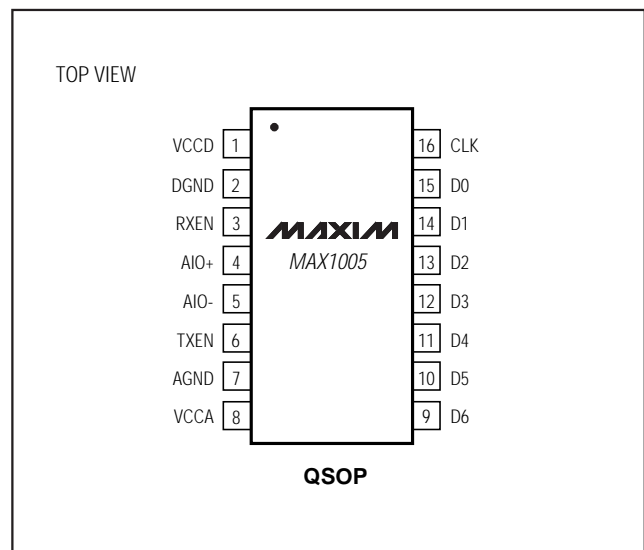 TOP VIEW
VCCD 1 16 CLK
DGND 2 15 D0
RXEN 3 14 D1
MAXIM
AIO+ 4 MAX1005 13 D2
AIO- 5 12 D3
TXEN 6 11 D4
AGND 7 10 D5
VCCA 8 9 D6
QSOP